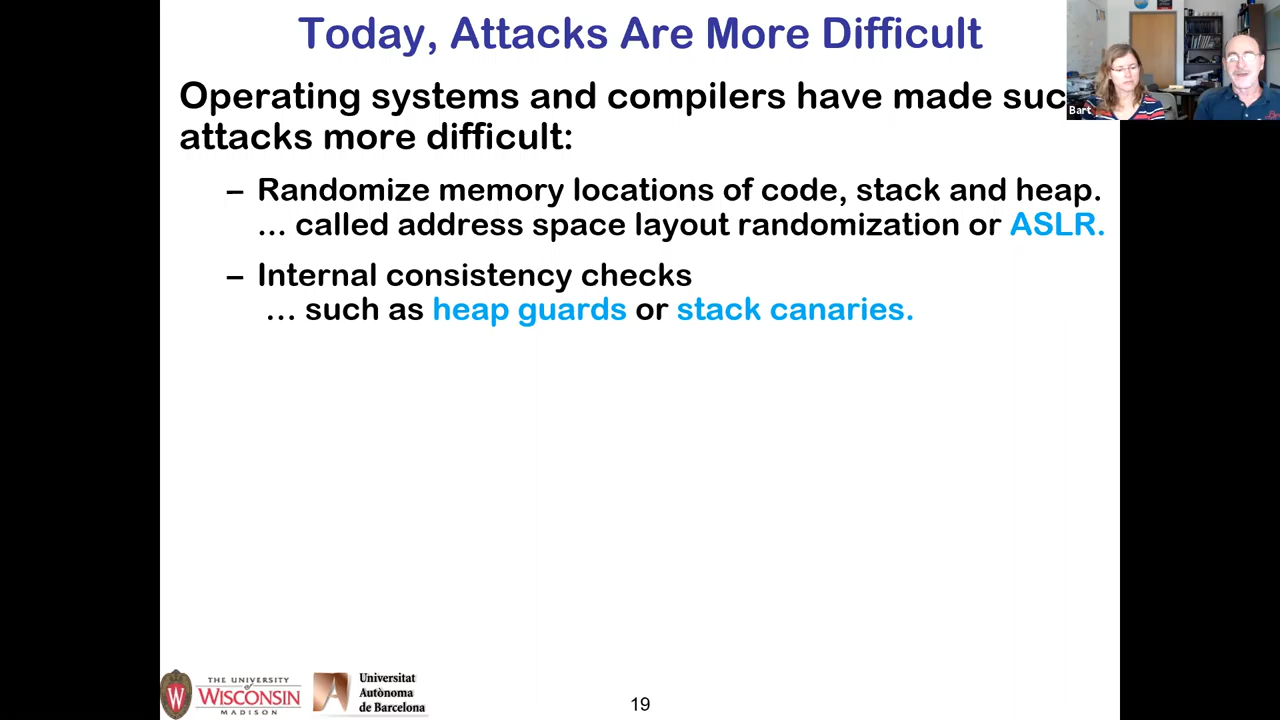 Today, Attacks Are More Difficult
Operating systems and compilers have made suc
attacks more difficult:
– Randomize memory locations of code, stack and heap.
... called address space layout randomization or ASLR.
– Internal consistency checks
... such as heap guards or stack canaries.
Bart
THE UNIVERSITY
of
WISCONSIN
MADISON
Universitat
Autònoma
de Barcelona
19